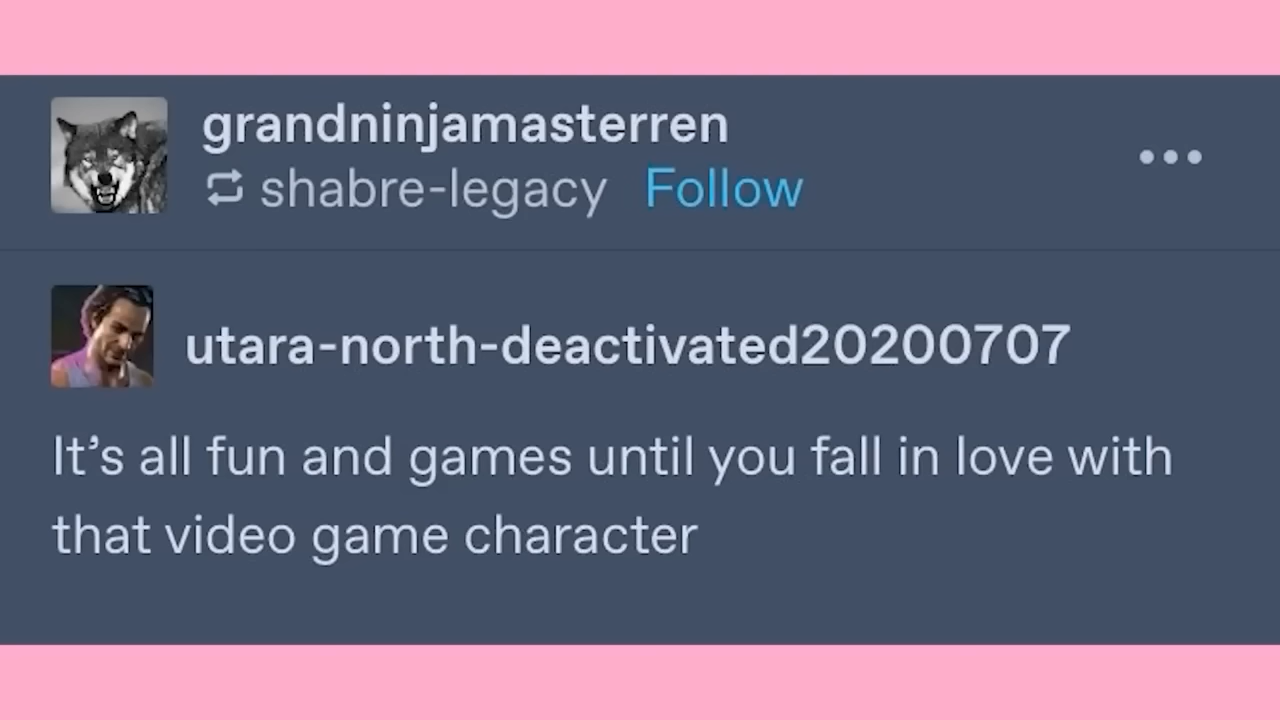 grandninjamasterren
shabre-legacy Follow
utara-north-deactivated20200707
It’s all fun and games until you fall in love with
that video game character